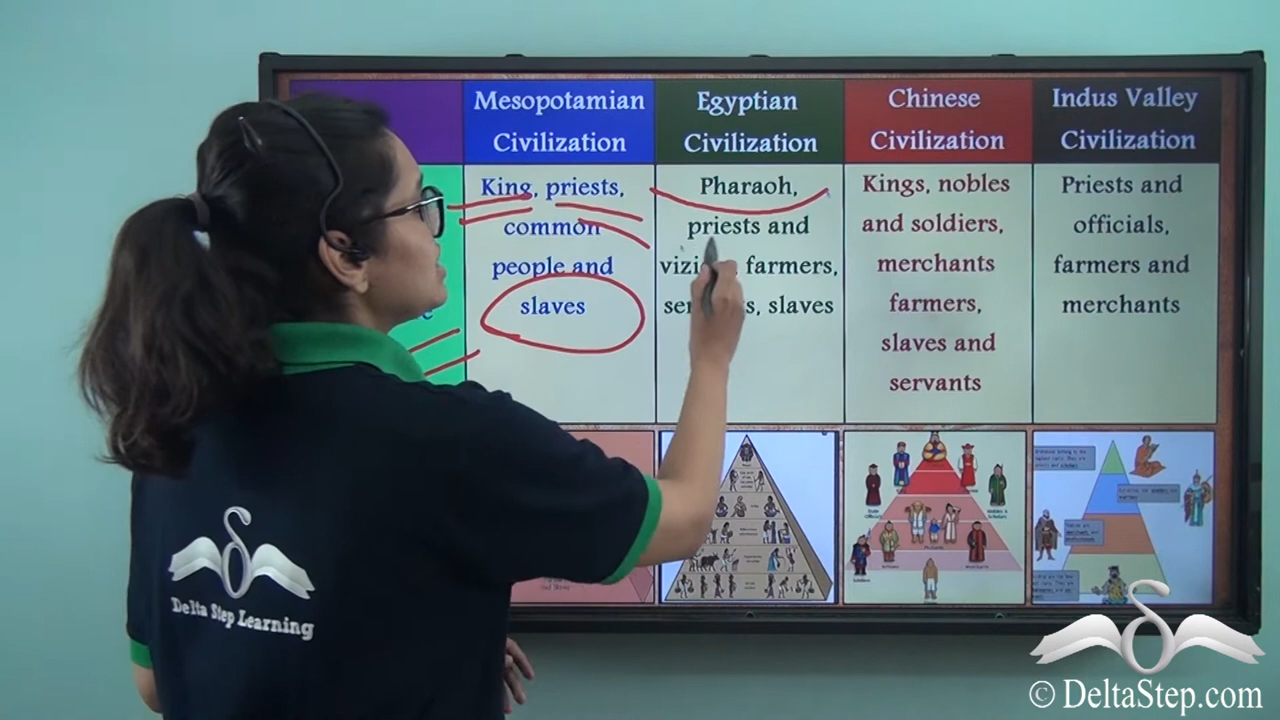 Mesopotamian
Civilization
Egyptian
Civilization
Chinese
Civilization
Indus Valley
Civilization
King, priests,
common
people and
slaves
Pharaoh,
priests and
farmers,
slaves
Kings, nobles
and soldiers,
merchants
farmers,
slaves and
servants
Priests and
officials,
farmers and
merchants
Delta Step Learning
© DeltaStep.com